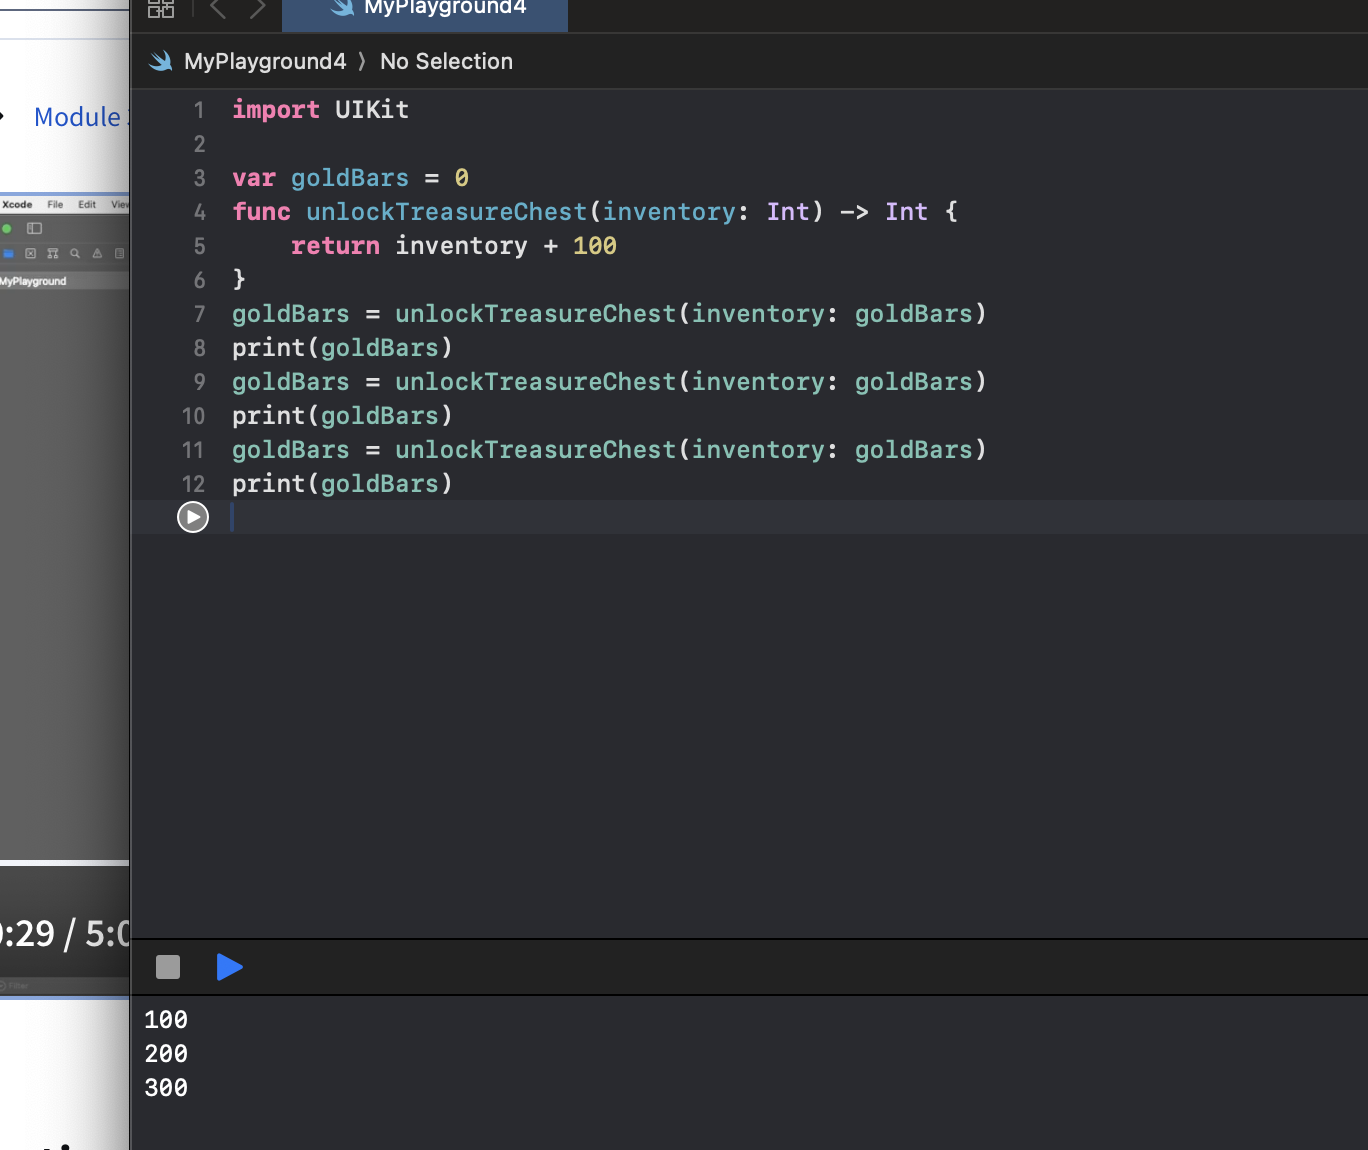 MyPlayground4
MyPlayground4 〉 No Selection
Module
Xcode File Edit View
MyPlayground
1 import UIKit
2
3 var goldBars = 0
4 func unlockTreasureChest(inventory: Int) -> Int {
5 return inventory + 100
6 }
7 goldBars = unlockTreasureChest(inventory: goldBars)
8 print(goldBars)
9 goldBars = unlockTreasureChest(inventory: goldBars)
10 print(goldBars)
11 goldBars = unlockTreasureChest(inventory: goldBars)
12 print(goldBars)
:29 / 5:0
Filter
100
200
300